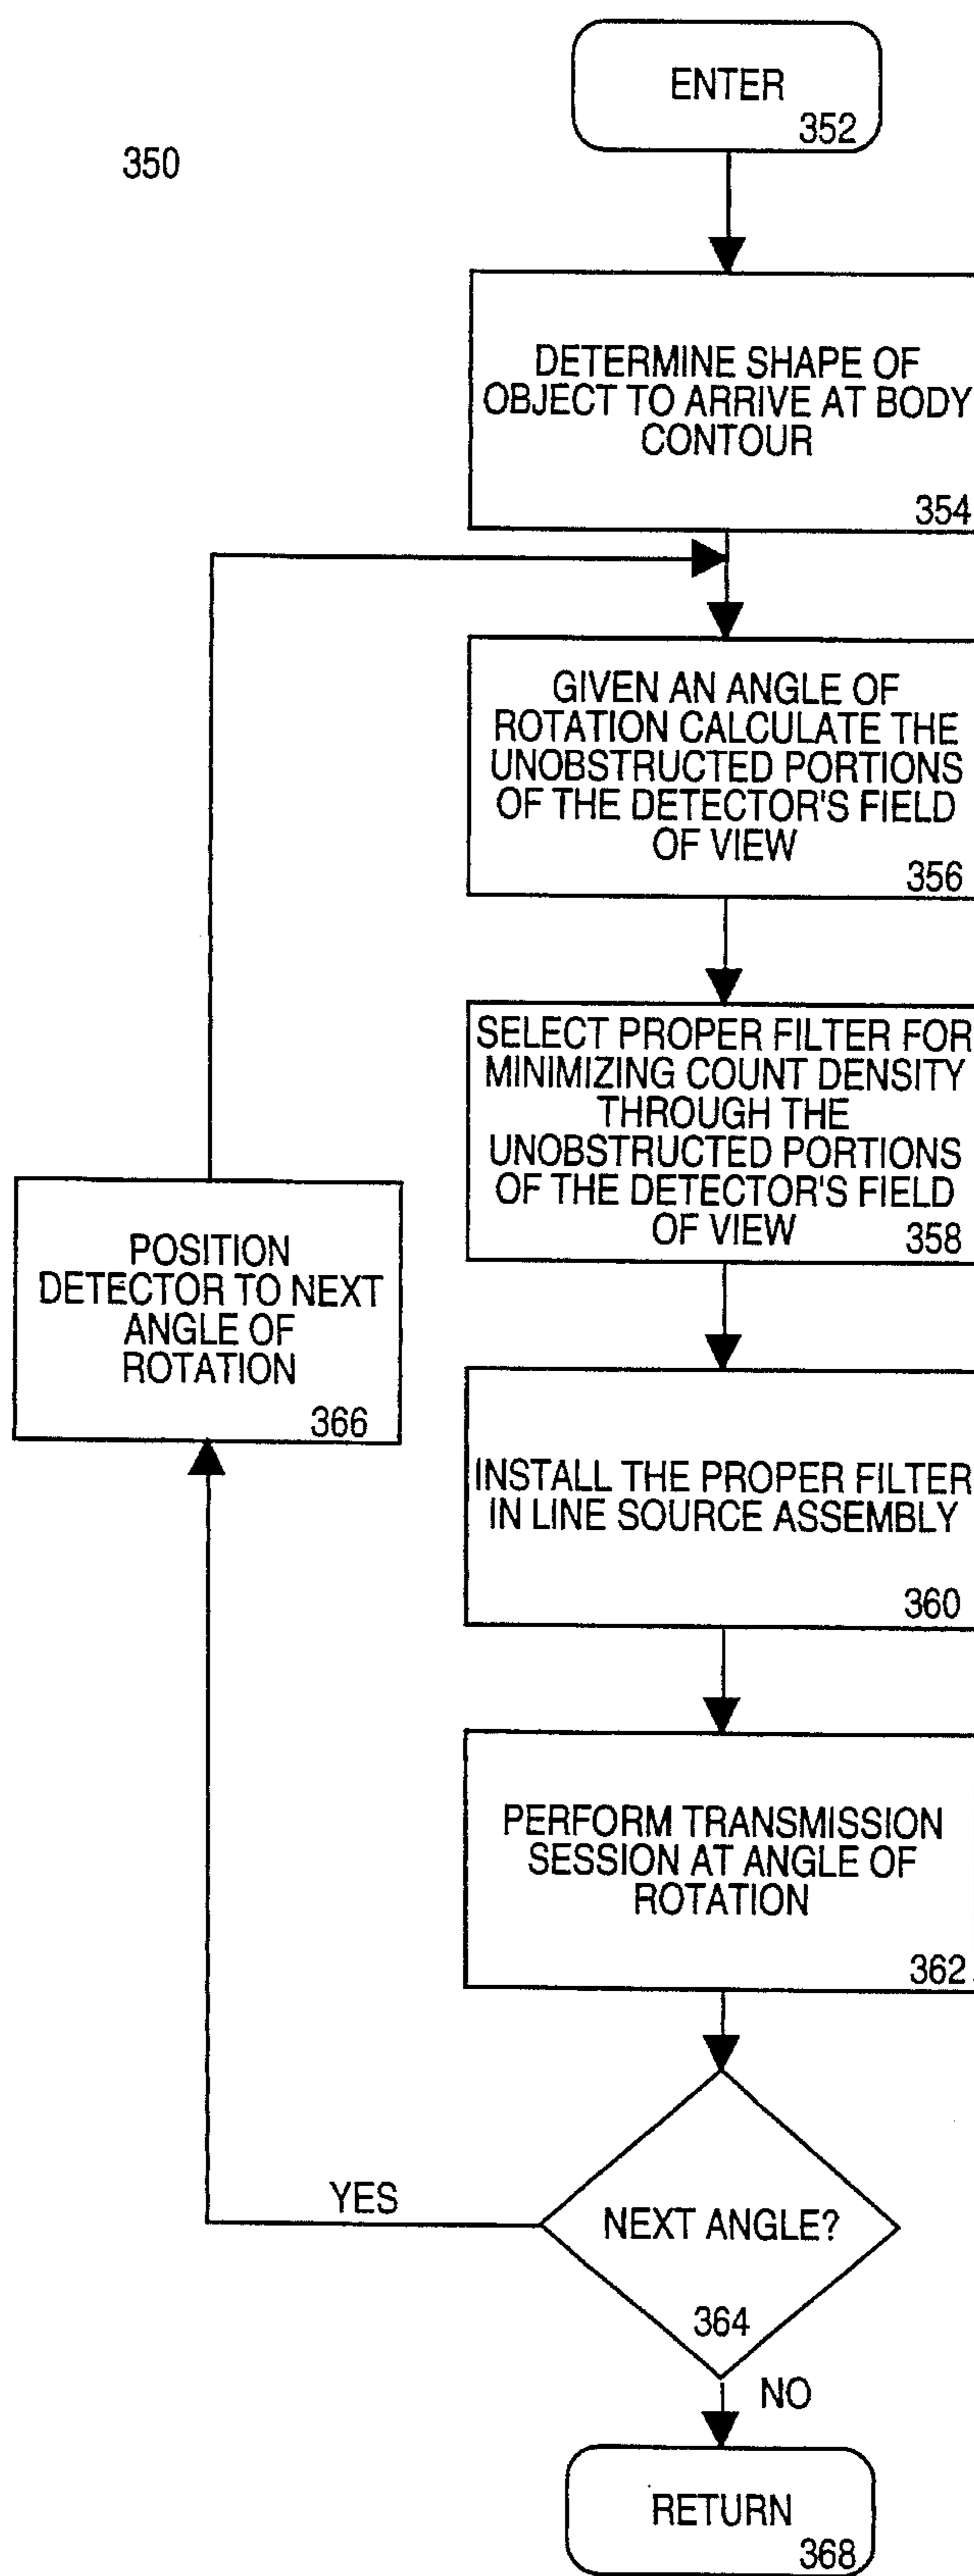 350
ENTER
352
DETERMINE SHAPE OF
OBJECT TO ARRIVE AT BODY
CONTOUR
354
GIVEN AN ANGLE OF
ROTATION CALCULATE THE
UNOBSTRUCTED PORTIONS
OF THE DETECTOR'S FIELD
OF VIEW
356
SELECT PROPER FILTER FOR
MINIMIZING COUNT DENSITY
THROUGH THE
UNOBSTRUCTED PORTIONS
OF THE DETECTOR'S FIELD
OF VIEW
358
POSITION
DETECTOR TO NEXT
ANGLE OF
ROTATION
366
INSTALL THE PROPER FILTER
IN LINE SOURCE ASSEMBLY
360
PERFORM TRANSMISSION
SESSION AT ANGLE OF
ROTATION
362
YES
NEXT ANGLE?
364
NO
RETURN
368